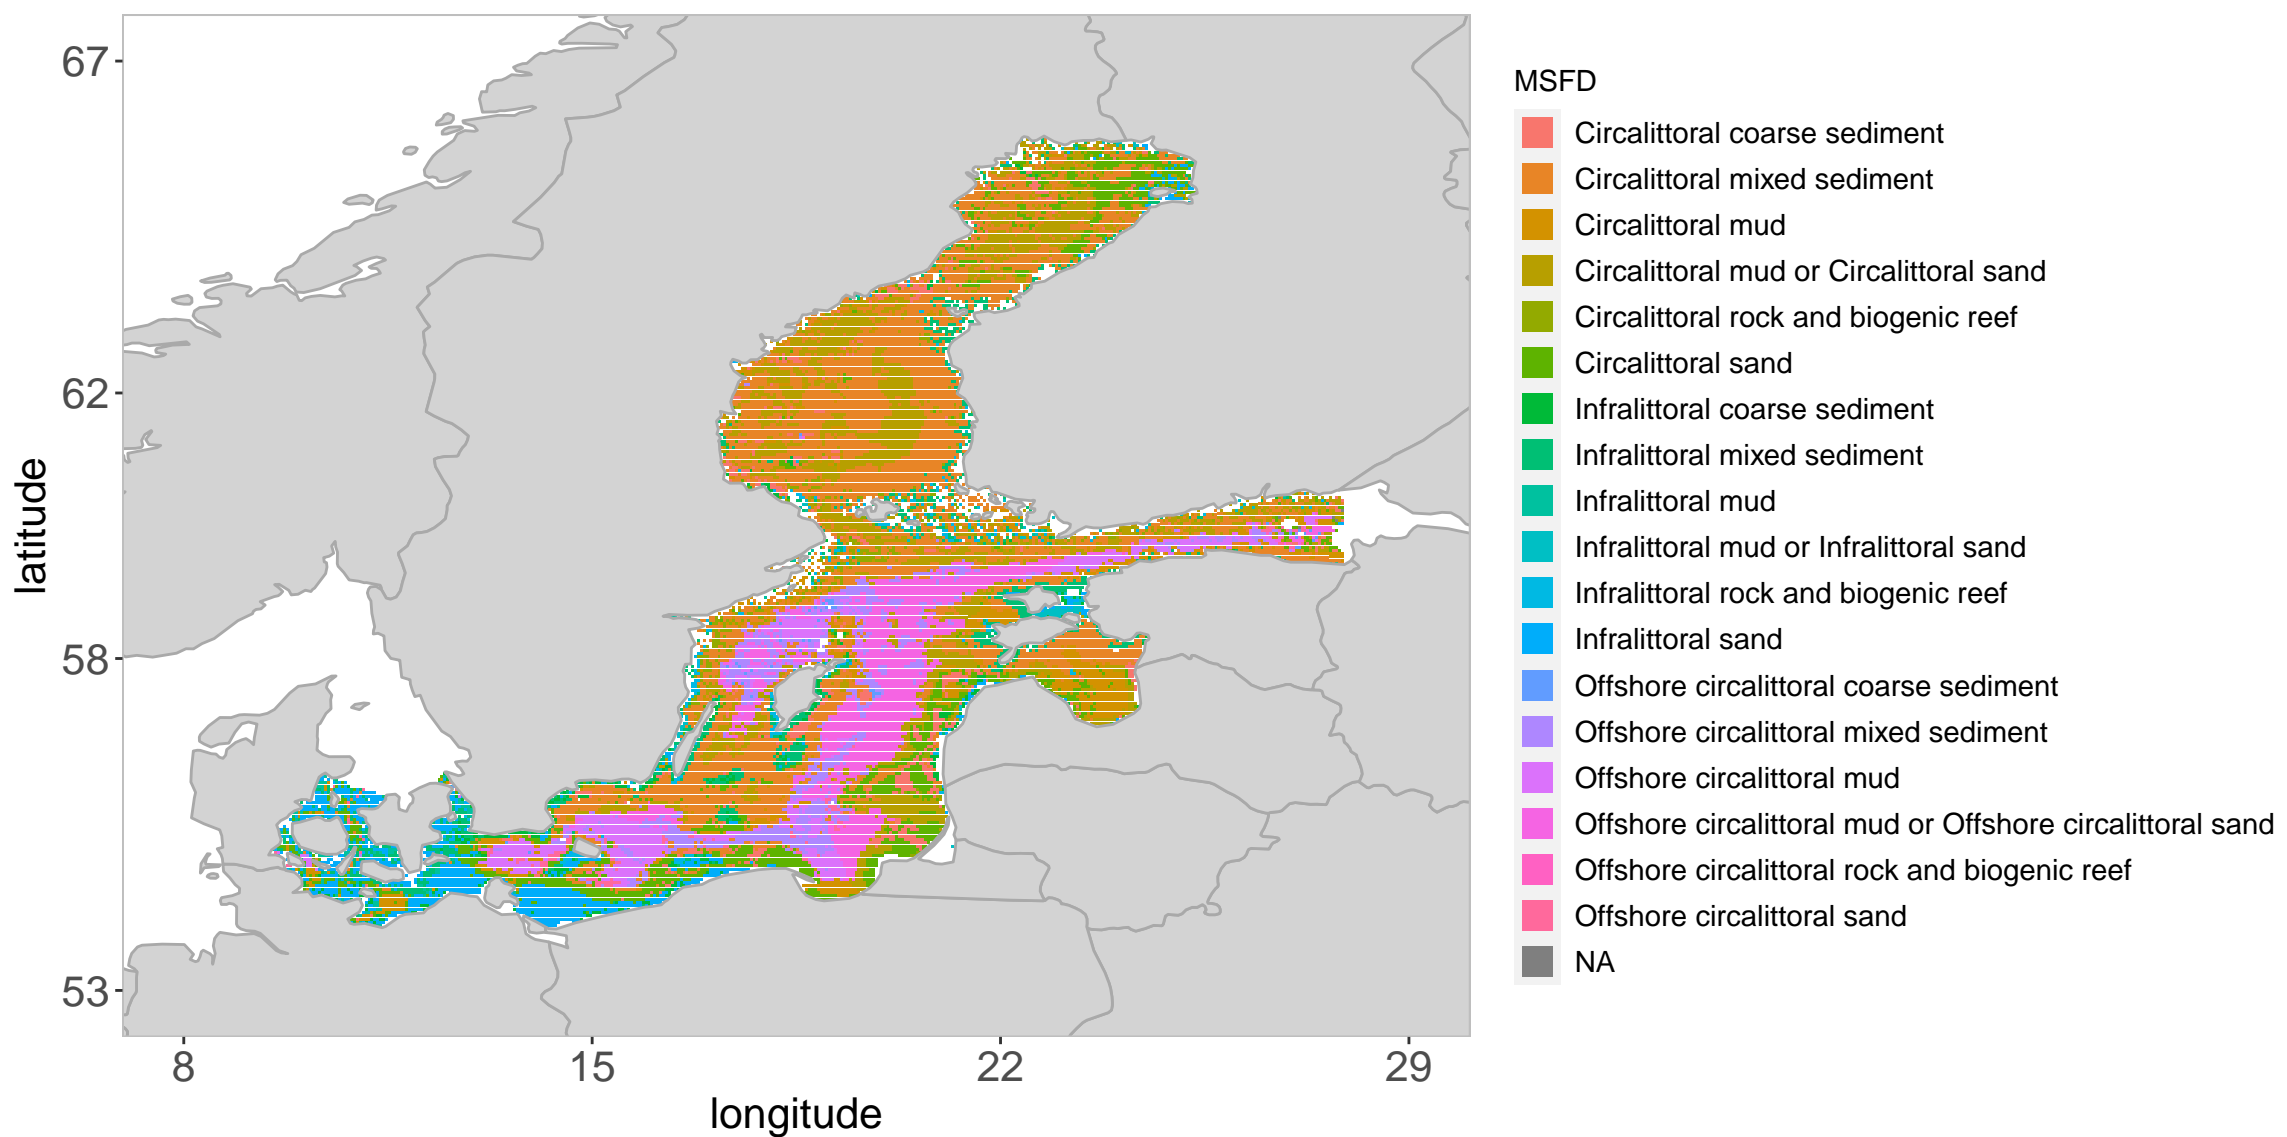 67
62
58
53
latitude
8
15
22
29
longitude
MSFD
Circalittoral coarse sediment
Circalittoral mixed sediment
Circalittoral mud
Circalittoral mud or Circalittoral sand
Circalittoral rock and biogenic reef
Circalittoral sand
Infralittoral coarse sediment
Infralittoral mixed sediment
Infralittoral mud
Infralittoral mud or Infralittoral sand
Infralittoral rock and biogenic reef
Infralittoral sand
Offshore circalittoral coarse sediment
Offshore circalittoral mixed sediment
Offshore circalittoral mud
Offshore circalittoral mud or Offshore circalittoral sand
Offshore circalittoral rock and biogenic reef
Offshore circalittoral sand
NA